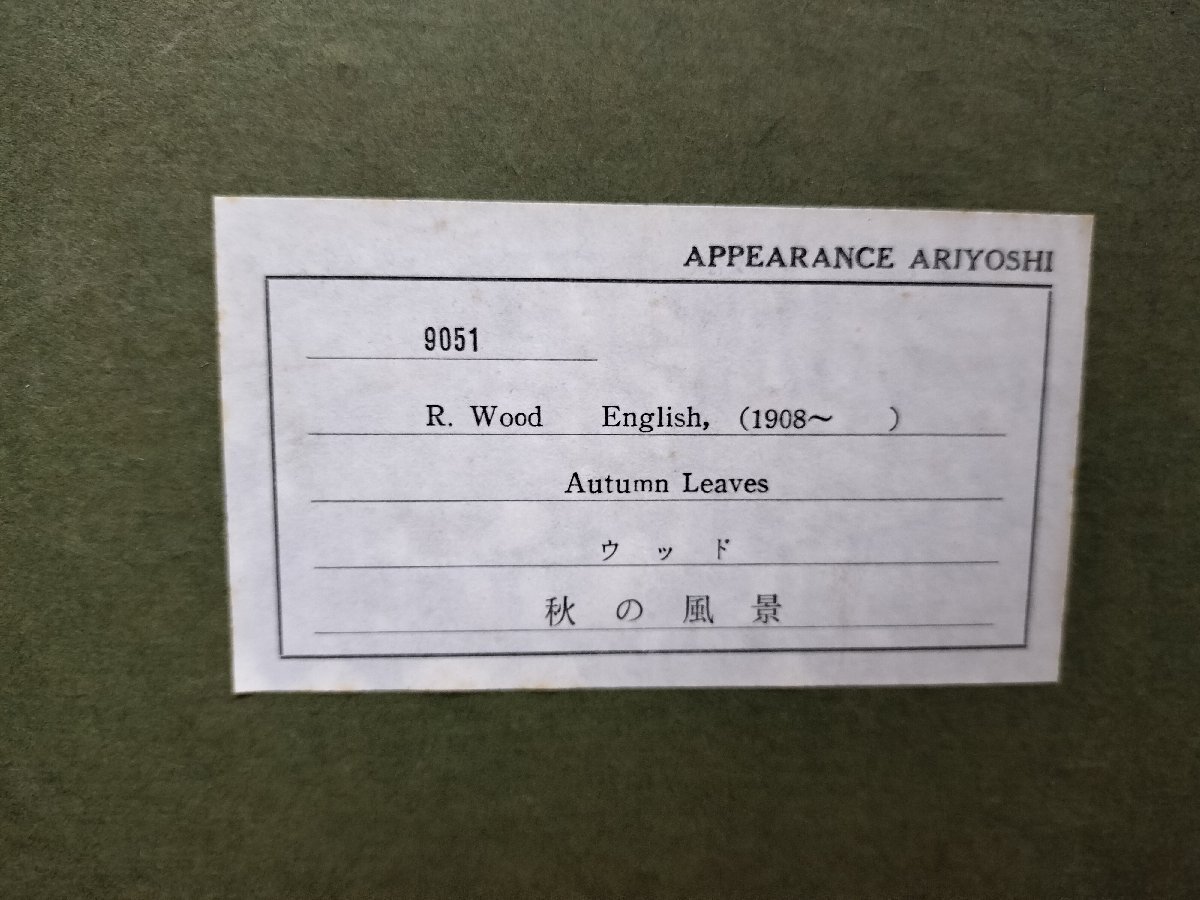 APPEARANCE ARIYOSHI
9051
R. Wood English, (1908〜 )
Autumn Leaves
ウッド
秋の風景